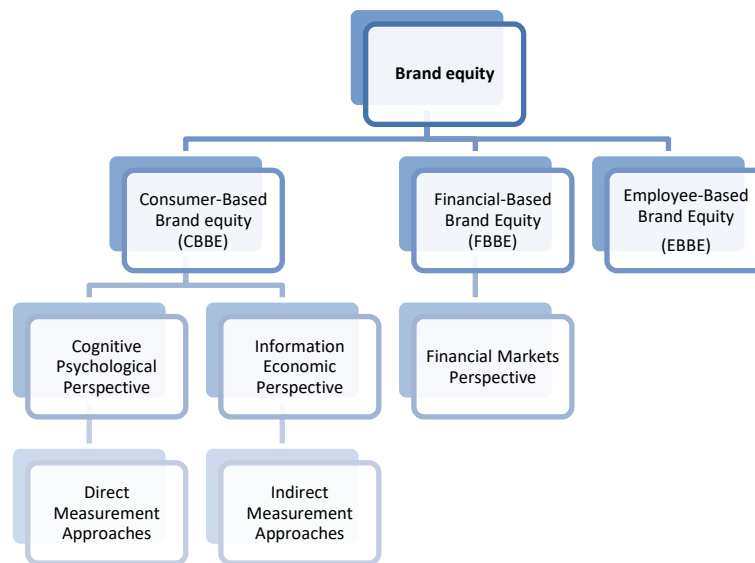 Brand equity
Consumer-Based
Brand equity
(CBBE)
Financial-Based
Brand Equity
(FBBE)
Employee-Based
Brand Equity
(EBBE)
Cognitive
Psychological
Perspective
Information
Economic
Perspective
Financial Markets
Perspective
Direct
Measurement
Approaches
Indirect
Measurement
Approaches